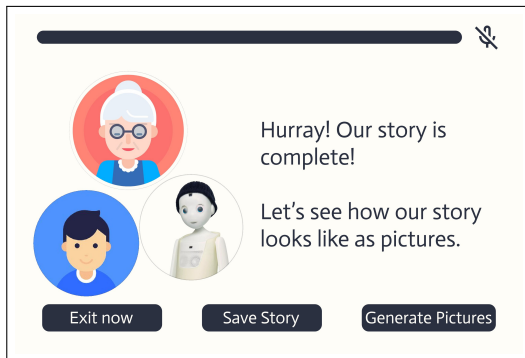 Hurray! Our story is
complete!
Let's see how our story
looks like as pictures.
Exit now
Save Story
Generate Pictures